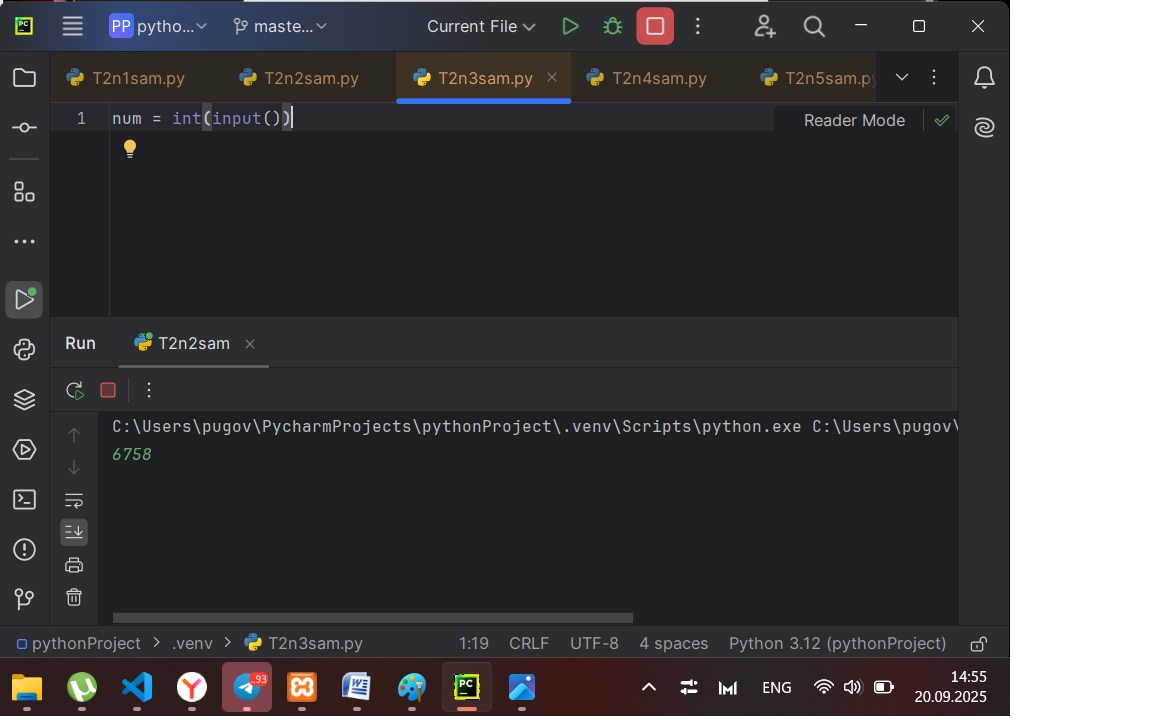 PC PP pytho... maste... Current File
T2n1sam.py T2n2sam.py T2n3sam.py T2n4sam.py T2n5sam.py
1 num = int(input())
Reader Mode
Run T2n2sam
C:\Users\pugov\PycharmProjects\pythonProject\.venv\Scripts\python.exe C:\Users\pugov\
6758
pythonProject > .venv > T2n3sam.py 1:19 CRLF UTF-8 4 spaces Python 3.12 (pythonProject)
93 PC ENG 14:55
20.09.2025